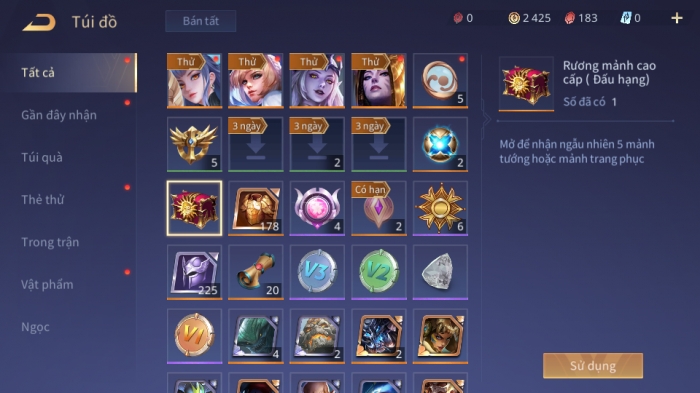 Túi đồ
Bán tất
0
2 425
183
0
+
Tất cả
Gần đây nhận
Túi quà
Thẻ thử
Trong trận
Vật phẩm
Ngọc
Thử
Thử
Thử
Thử
5
5
3 ngày
3 ngày
2
3 ngày
2
178
4
Có hạn
2
6
225
20
V3
V2
V1
4
2
2
2
Rương mảnh cao
cấp ( Đấu hạng)
Số đã có 1
Mở để nhận ngẫu nhiên 5 mảnh
tướng hoặc mảnh trang phục
Sử dụng